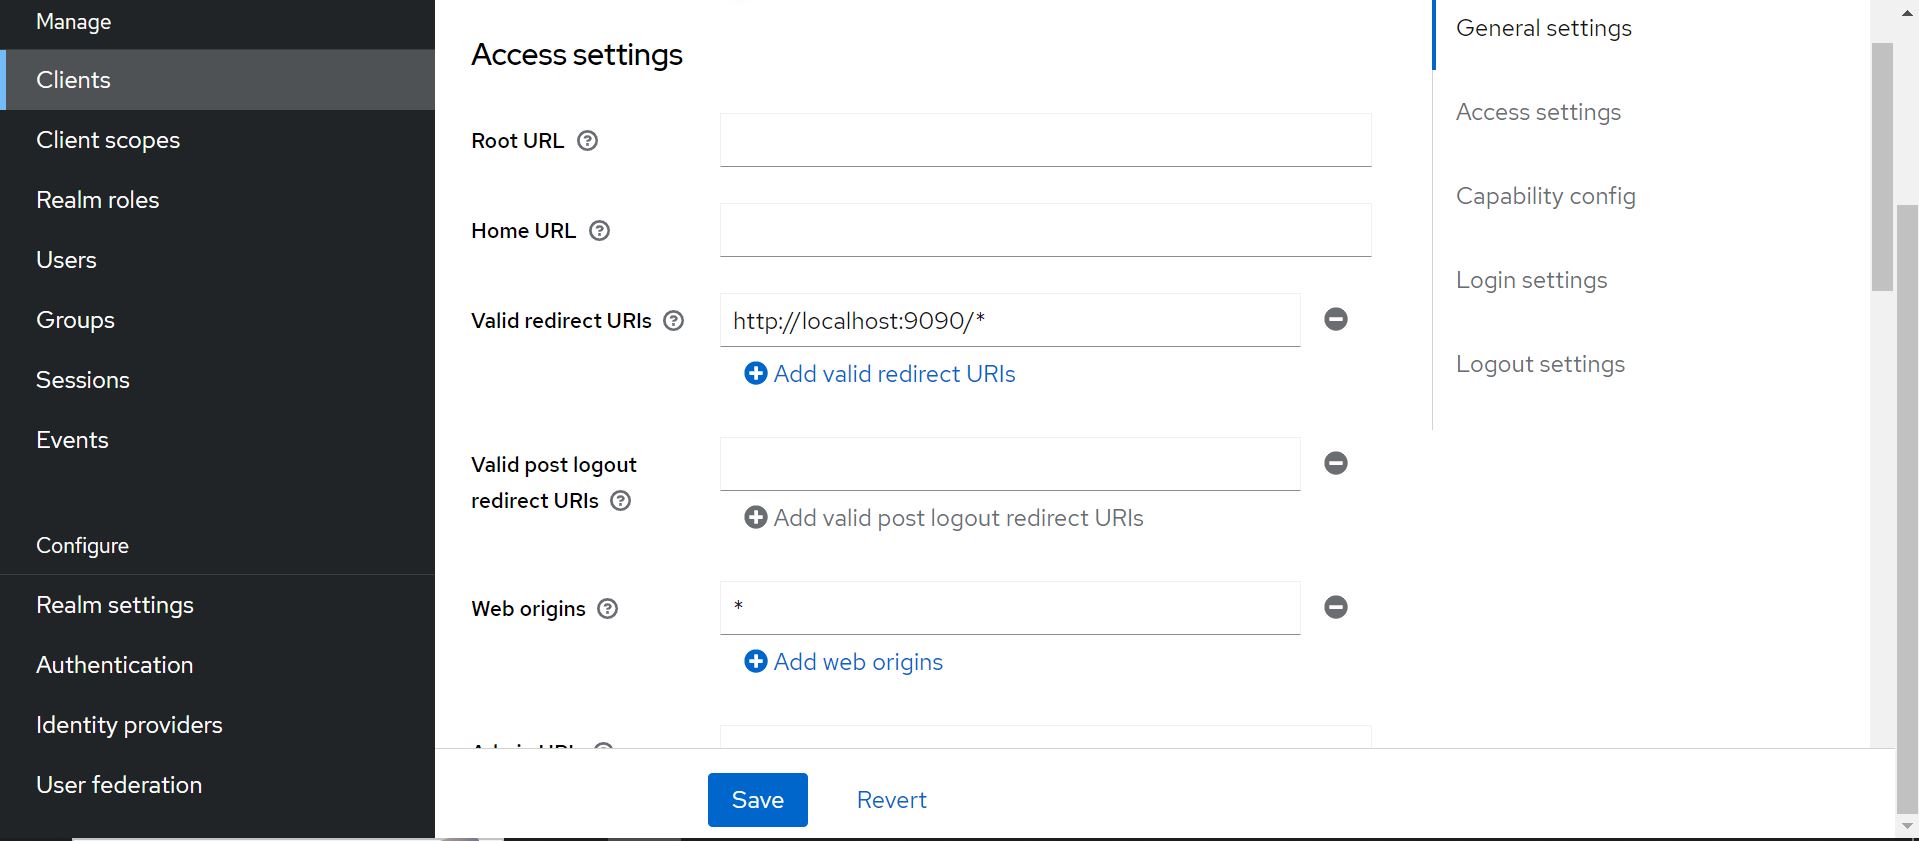 Manage
Clients
Client scopes
Realm roles
Users
Groups
Sessions
Events
Configure
Realm settings
Authentication
Identity providers
User federation
Access settings
Root URL
Home URL
Valid redirect URIs
http://localhost:9090/*
Add valid redirect URIs
Valid post logout
redirect URIs
Add valid post logout redirect URIs
Web origins
*
Add web origins
Save
Revert
General settings
Access settings
Capability config
Login settings
Logout settings